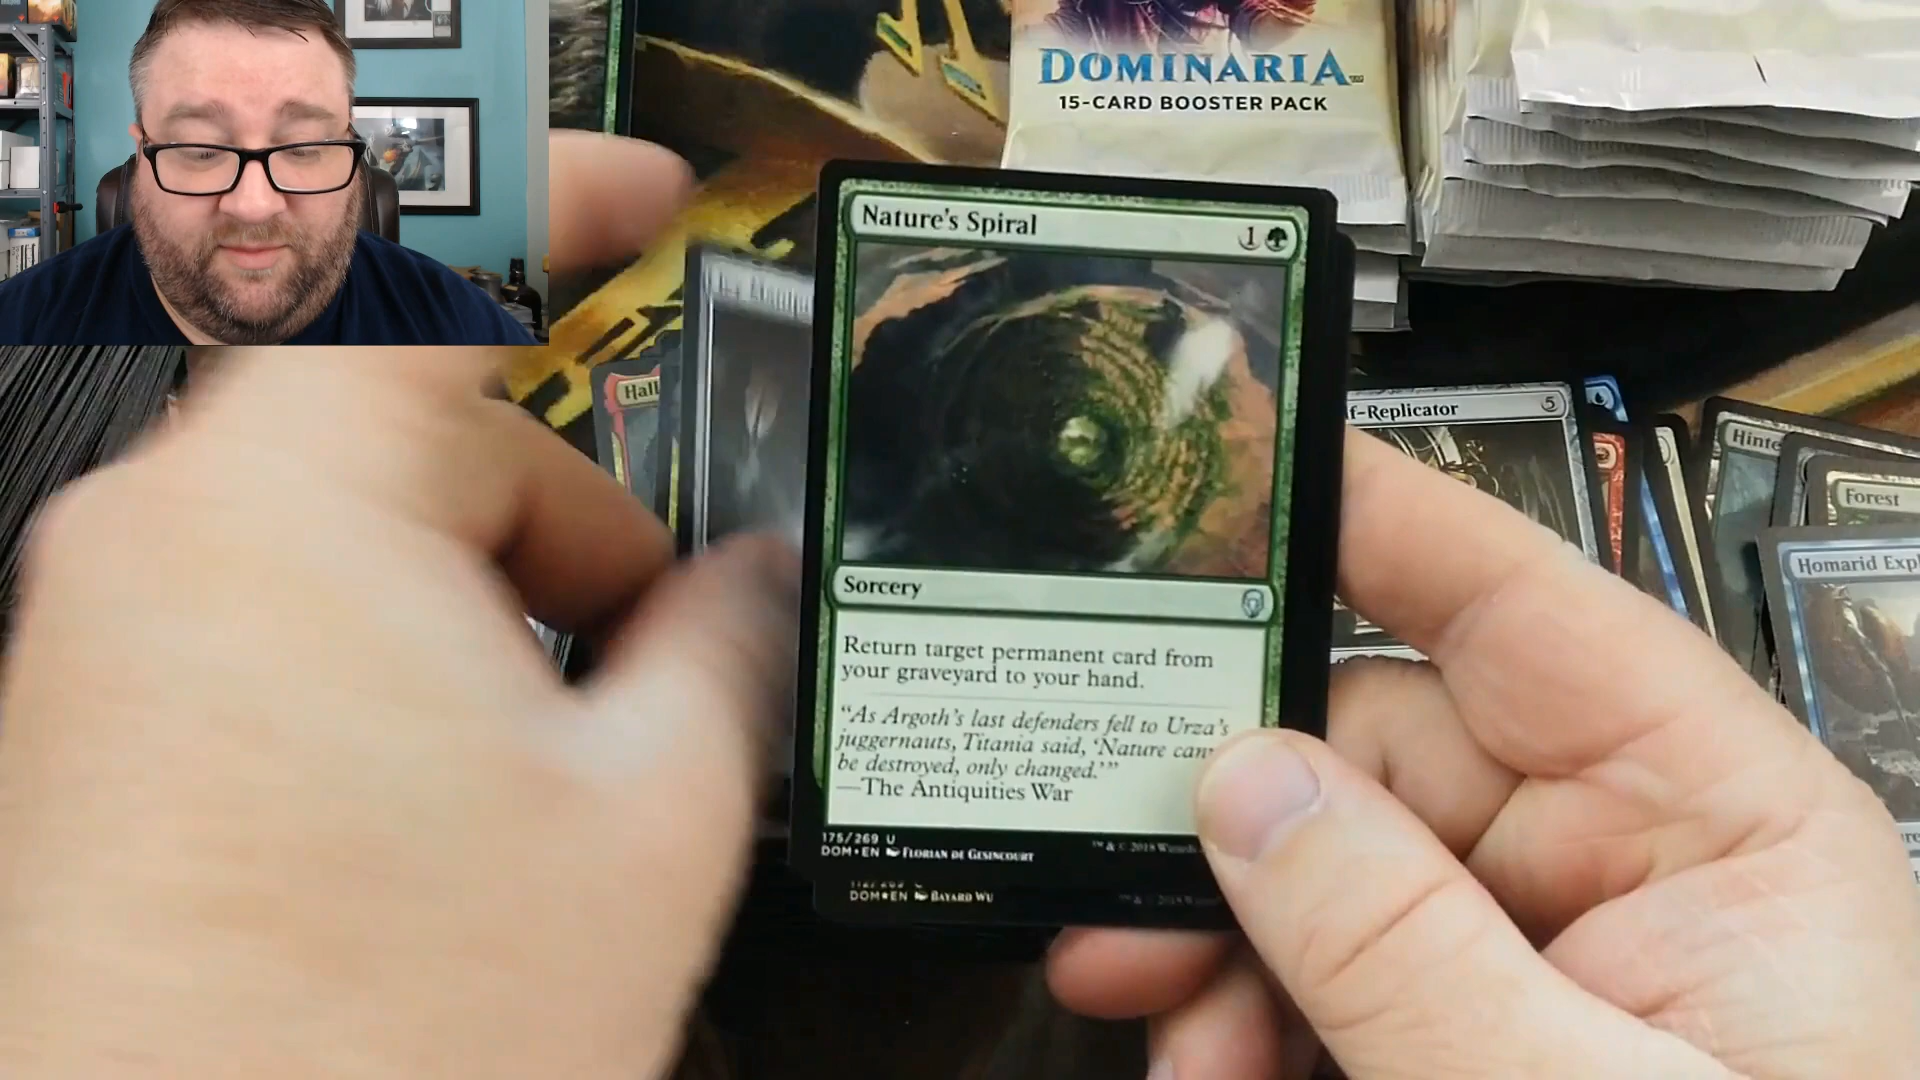 DOMINARIA
15-CARD BOOSTER PACK
Nature's Spiral
1
Sorcery
Return target permanent card from
your graveyard to your hand.
"As Argoth's last defenders fell to Urza's
juggernauts, Titania said, 'Nature
be destroyed, only changed.'"
—The Antiquities War
175/269 U
DOM•EN FLORIAN DE GESINCOURT
™ & © 2018
DOM★EN BAYARD WU
Hall
f-Replicator
5
Hinte
Forest
Homarid Expl